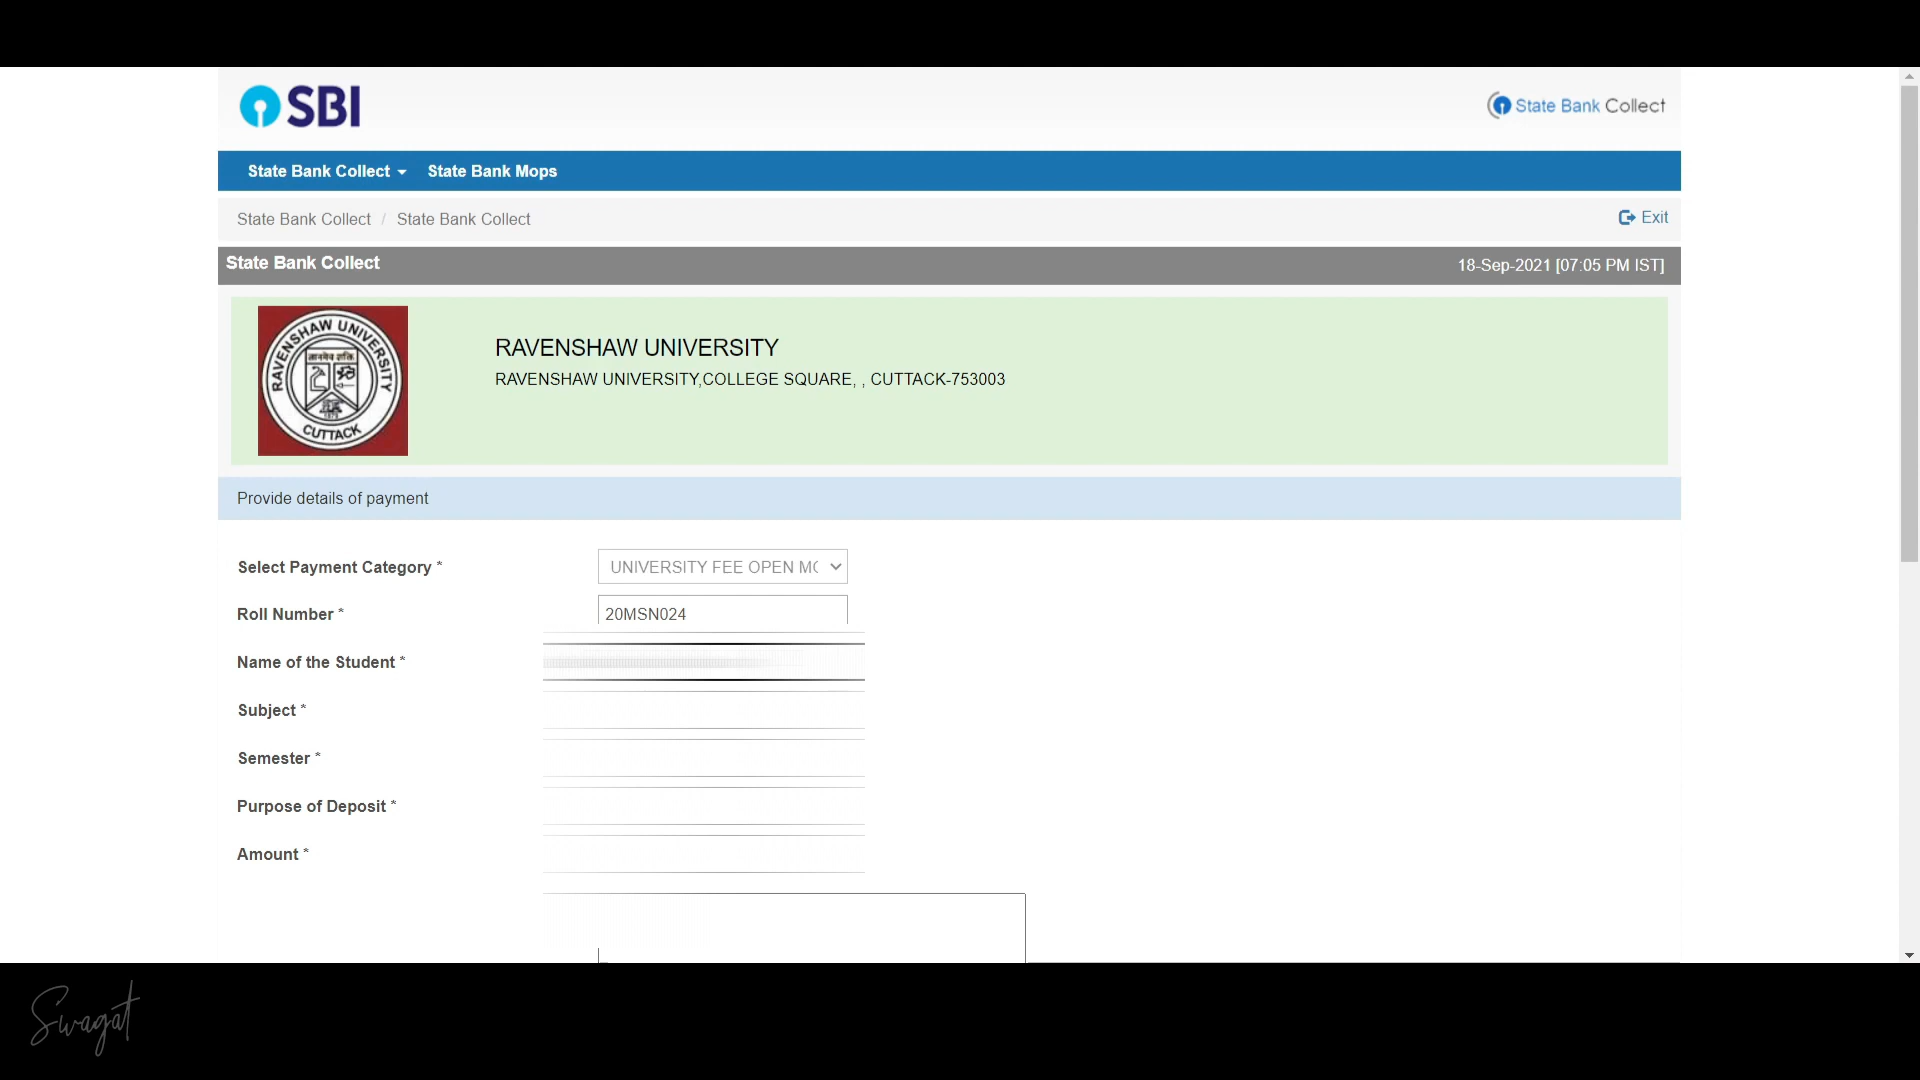 SBI
State Bank Collect
State Bank Collect State Bank Mops
State Bank Collect / State Bank Collect
Exit
State Bank Collect
18-Sep-2021 [07:05 PM IST]
RAVENSHAW UNIVERSITY
CUTTACK
RAVENSHAW UNIVERSITY
RAVENSHAW UNIVERSITY,COLLEGE SQUARE, , CUTTACK-753003
Provide details of payment
Select Payment Category *
UNIVERSITY FEE OPEN MO
Roll Number *
20MSN024
Name of the Student *
Subject *
Semester *
Purpose of Deposit *
Amount *
Swagat